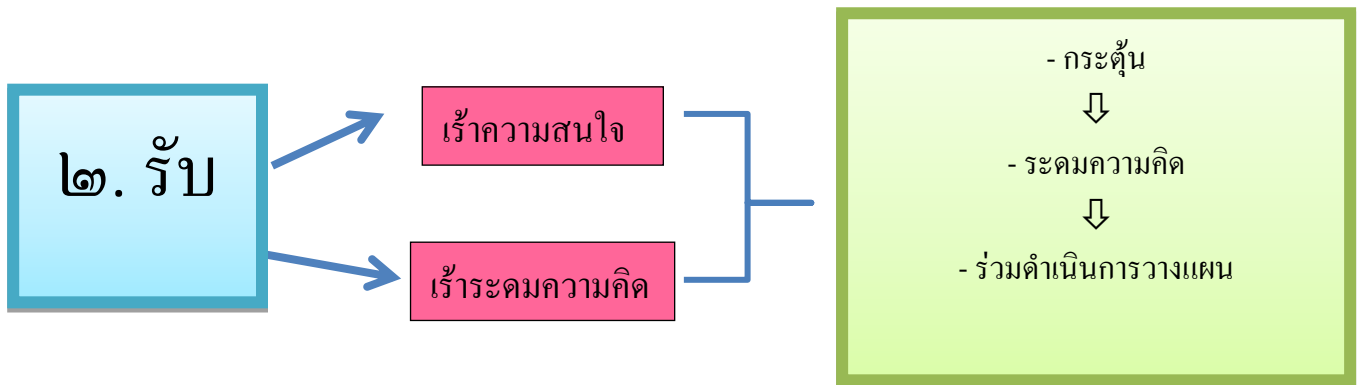 ๒. รับ
เร้าความสนใจ
เร้าระดมความคิด
- กระตุ้น
- ระดมความคิด
- ร่วมดำเนินการวางแผน